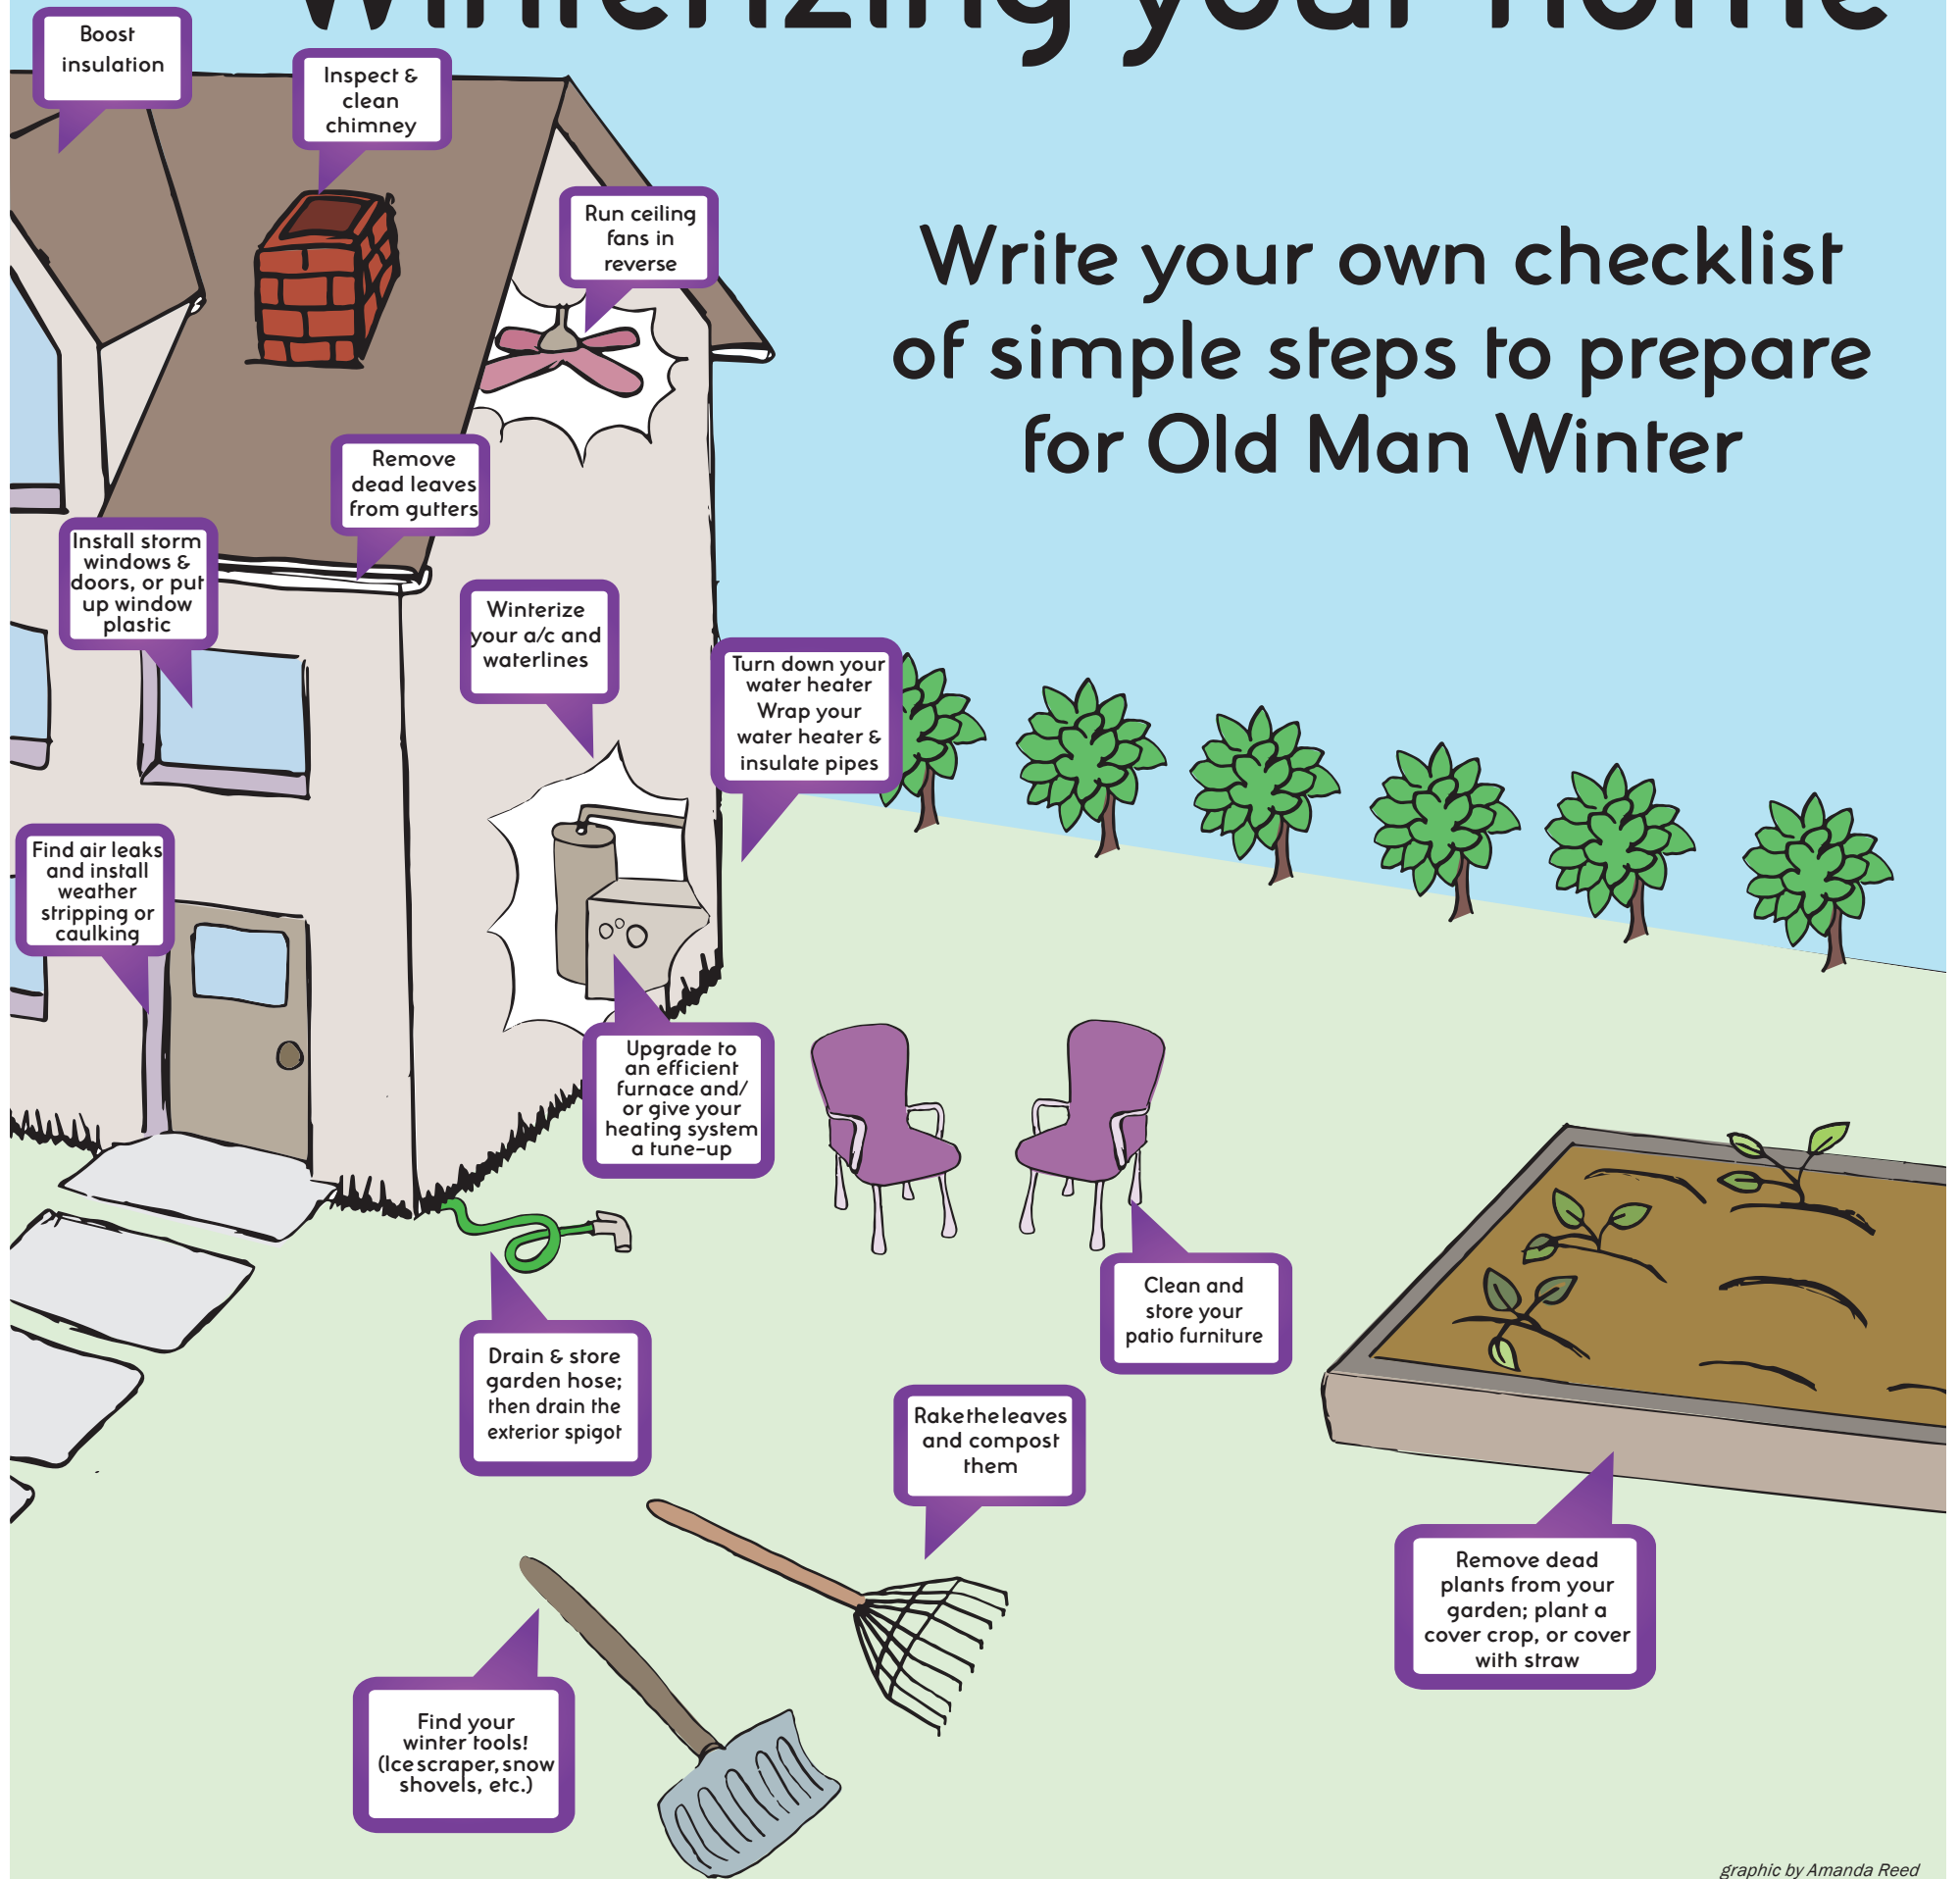 Winterizing your home
Boost
insulation
Inspect &
clean
chimney
Run ceiling
fans in
reverse
Write your own checklist
of simple steps to prepare
for Old Man Winter
Remove
dead leaves
from gutters
Install storm
windows &
doors, or put
up window
plastic
Winterize
your a/c and
waterlines
Turn down your
water heater
Wrap your
water heater &
insulate pipes
Find air leaks
and install
weather
stripping or
caulking
Upgrade to
an efficient
furnace and/
or give your
heating system
a tune-up
Clean and
store your
patio furniture
Drain & store
garden hose;
then drain the
exterior spigot
Rake the leaves
and compost
them
Remove dead
plants from your
garden; plant a
cover crop, or cover
with straw
Find your
winter tools!
(Ice scraper, snow
shovels, etc.)
graphic by Amanda Reed